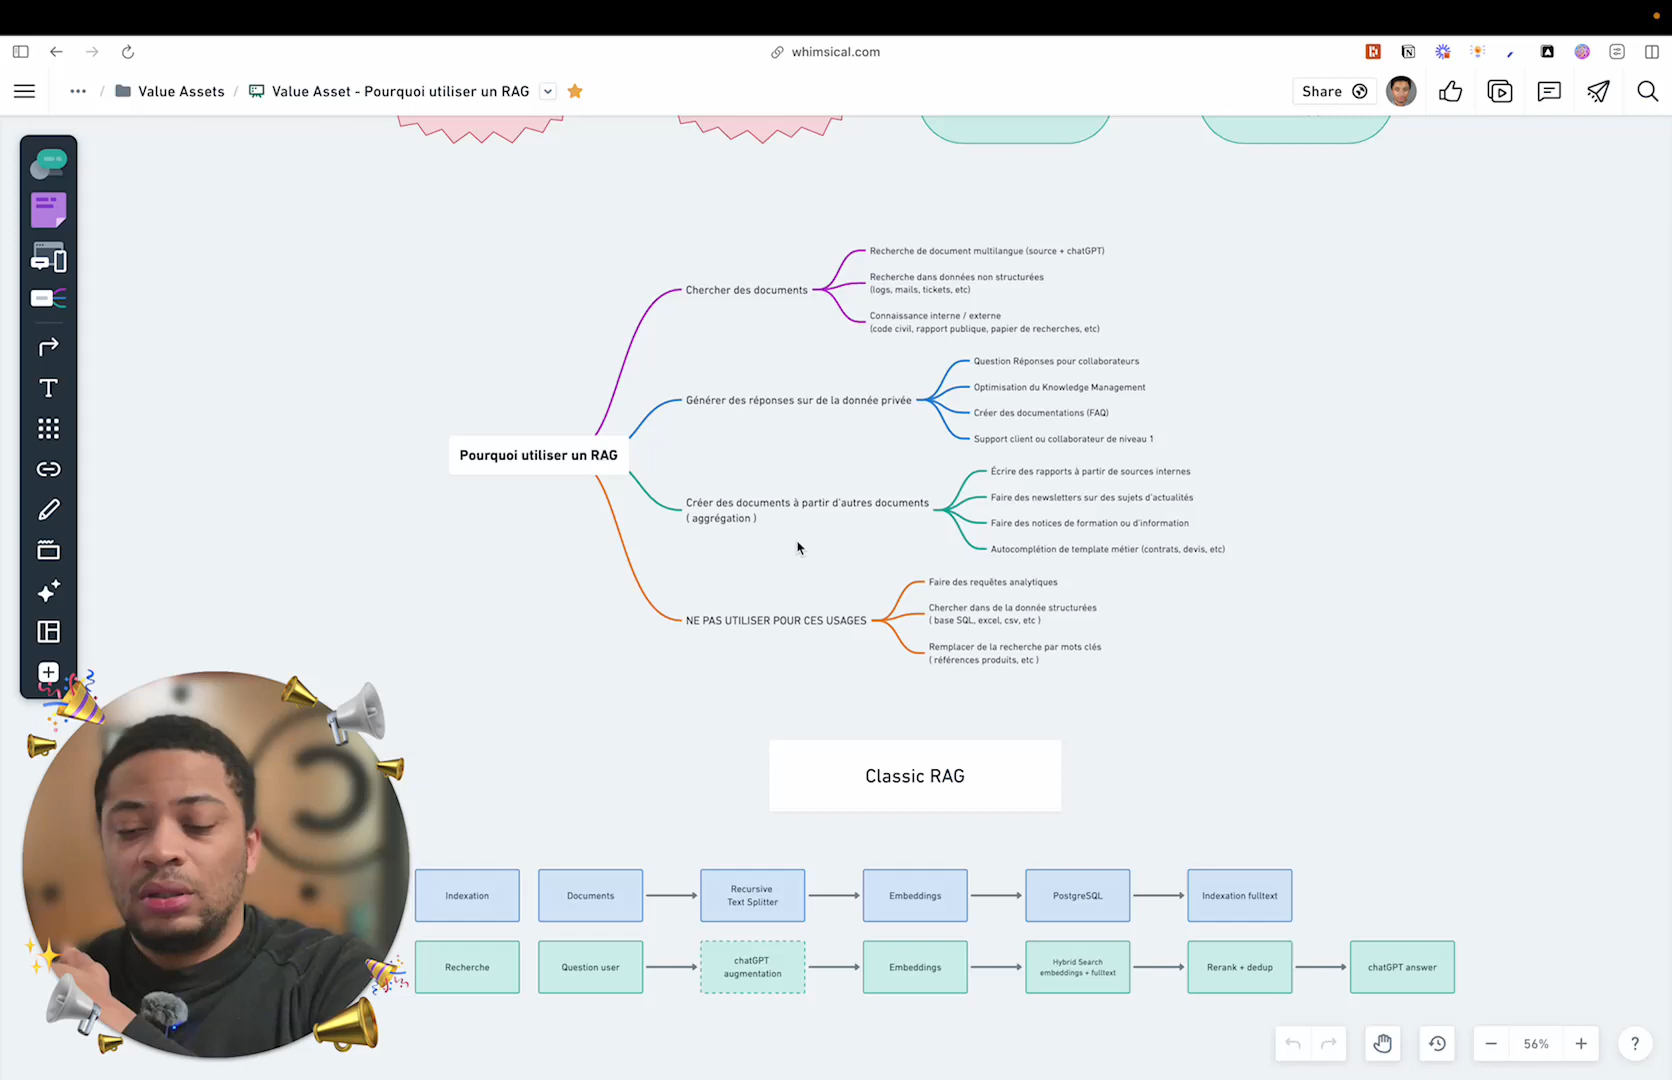 whimsical.com
Value Assets / Value Asset - Pourquoi utiliser un RAG
Share
Recherche de document multilangue (source + chatGPT)
Chercher des documents
Recherche dans données non structurées
(logs, mails, tickets, etc)
Connaissance interne / externe
(code civil, rapport publique, papier de recherches, etc)
Question Réponses pour collaborateurs
Générer des réponses sur de la donnée privée
Optimisation du Knowledge Management
Créer des documentations (FAQ)
Support client ou collaborateur de niveau 1
Pourquoi utiliser un RAG
Écrire des rapports à partir de sources internes
Créer des documents à partir d'autres documents
( aggrégation )
Faire des newsletters sur des sujets d'actualités
Faire des notices de formation ou d'information
Autocomplétion de template métier (contrats, devis, etc)
Faire des requêtes analytiques
NE PAS UTILISER POUR CES USAGES
Chercher dans de la donnée structurées
( base SQL, excel, csv, etc )
Remplacer de la recherche par mots clés
( références produits, etc )
Classic RAG
Indexation
Documents
Recursive
Text Splitter
Embeddings
PostgreSQL
Indexation fulltext
Recherche
Question user
chatGPT
augmentation
Embeddings
Hybrid Search
embeddings + fulltext
Rerank + dedup
chatGPT answer
56%